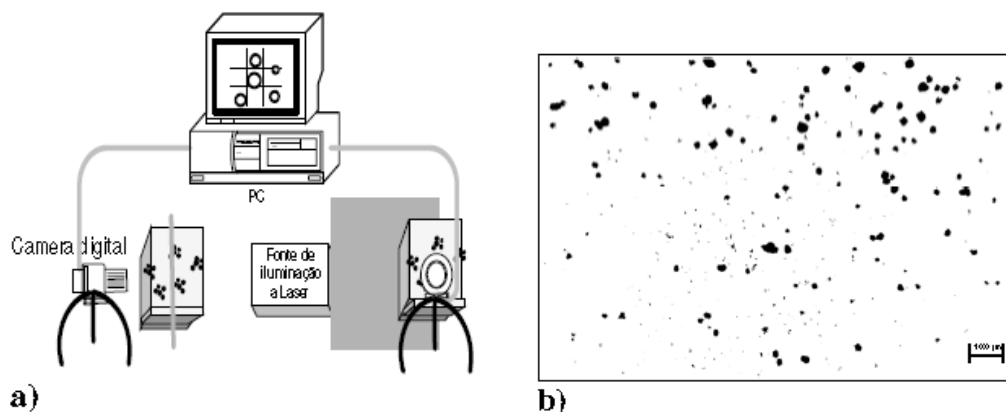 PC
Camera digital
Fonte de
iluminação
a Laser
a)
b)